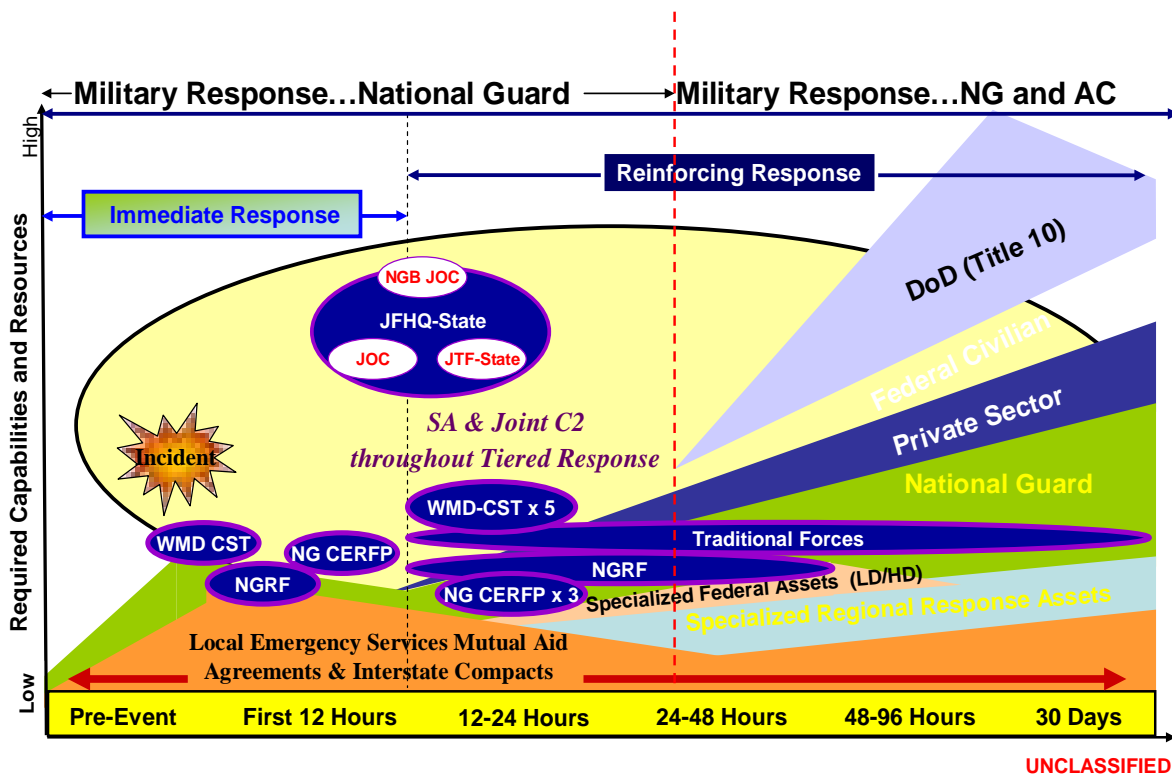 Military Response…National Guard
Military Response…NG and AC
High
Reinforcing Response
Immediate Response
DoD (Title 10)
NGB JOC
JFHQ-State
JOC
JTF-State
Federal Civilian
Private Sector
SA & Joint C2
throughout Tiered Response
Incident
National Guard
WMD-CST x 5
WMD CST
NG CERFP
Traditional Forces
NGRF
NGRF
NG CERFP x 3
Specialized Federal Assets (LD/HD)
Specialized Regional Response Assets
Local Emergency Services Mutual Aid
Agreements & Interstate Compacts
Required Capabilities and Resources
Low
Pre-Event
First 12 Hours
12-24 Hours
24-48 Hours
48-96 Hours
30 Days
UNCLASSIFIED